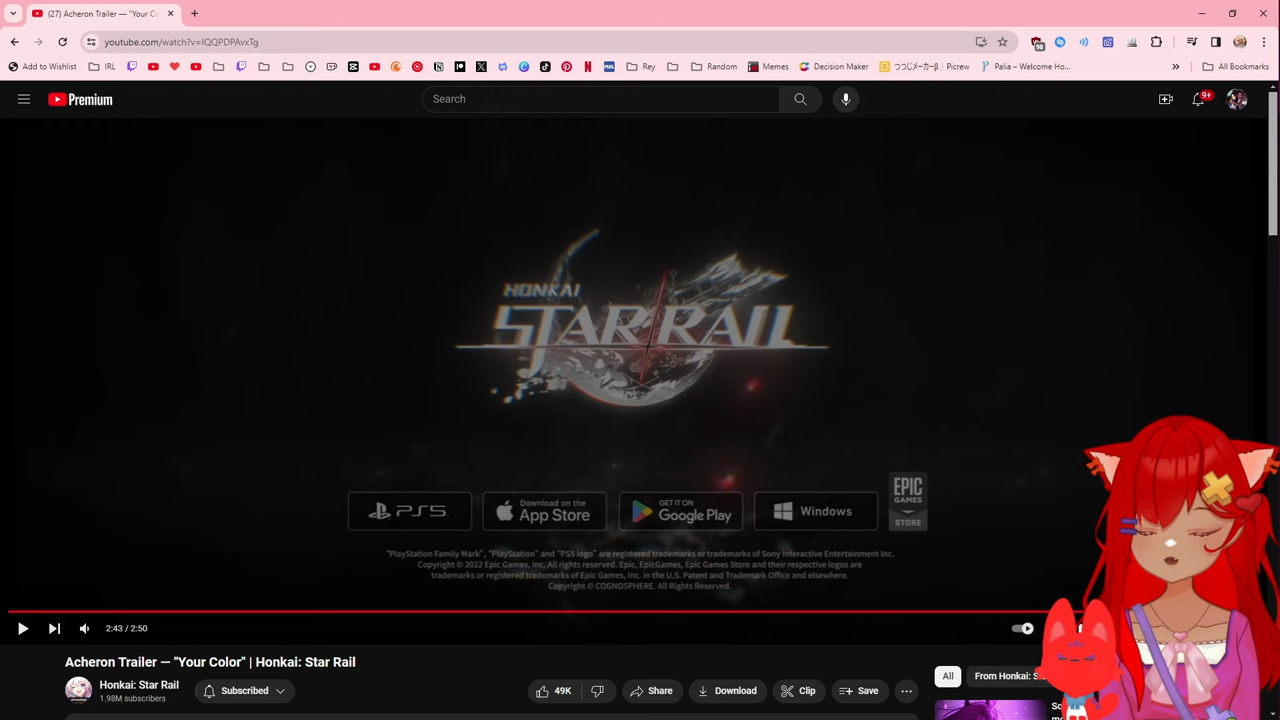 (27) Acheron Trailer — "Your Co
youtube.com/watch?v=IQQPDPAvxTg
98
Add to Wishlist IRL Rey Random Memes Decision Maker つつじメーカーβ | Picrew Palia – Welcome Ho... » All Bookmarks
Premium
Search
9+
HONKAI
STAR RAIL
PS5
Download on the
App Store
GET IT ON
Google Play
Windows
EPIC
GAMES
STORE
"PlayStation Family Mark", "PlayStation" and "PS5 logo" are registered trademarks or trademarks of Sony Interactive Entertainment Inc.
Copyright © 2022 Epic Games, Inc. All rights reserved. Epic, EpicGames, Epic Games Store and their respective logos are
trademarks or registered trademarks of Epic Games, Inc. in the U.S. Patent and Trademark Office and elsewhere.
Copyright © COGNOSPHERE. All Rights Reserved.
2:43 / 2:50
Acheron Trailer — "Your Color" | Honkai: Star Rail
Honkai: Star Rail
1.98M subscribers
Subscribed
49K
Share
Download
Clip
Save
All
From Honkai: S